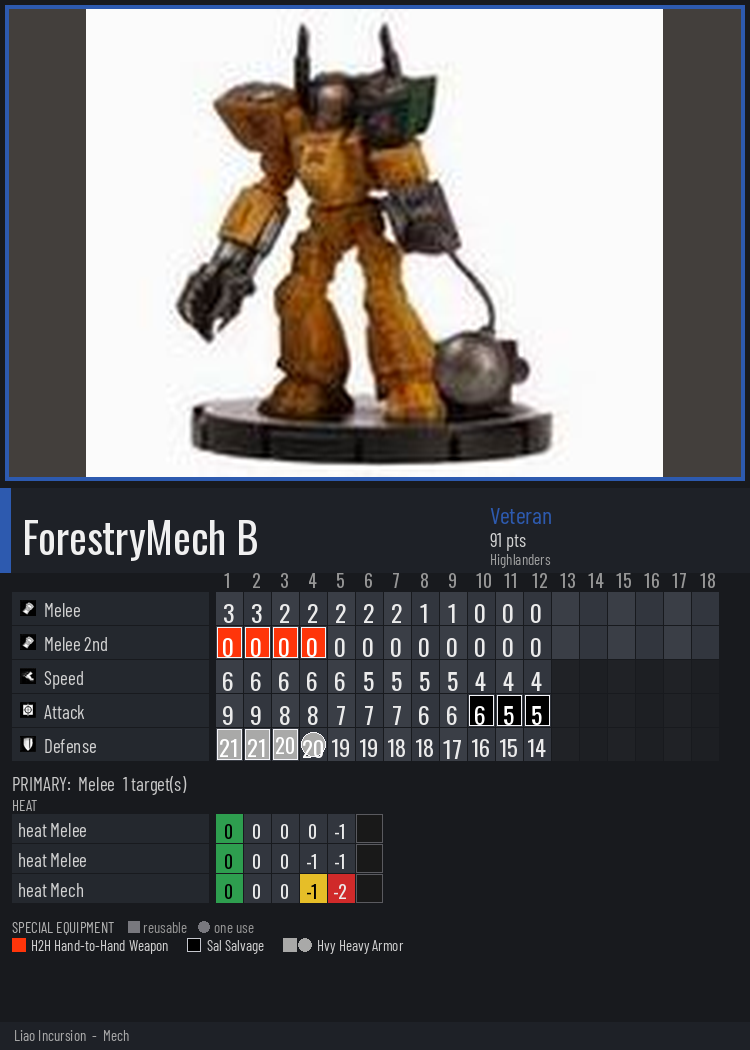 ForestryMech B
Veteran
91 pts
Highlanders
1 2 3 4 5 6 7 8 9 10 11 12 13 14 15 16 17 18
Melee 3 3 2 2 2 2 2 1 1 0 0 0
Melee 2nd 0 0 0 0 0 0 0 0 0 0 0 0
Speed 6 6 6 6 6 5 5 5 5 4 4 4
Attack 9 9 8 8 7 7 7 6 6 6 5 5
Defense 21 21 20 20 19 19 18 18 17 16 15 14
PRIMARY: Melee 1 target(s)
HEAT
heat Melee 0 0 0 0 -1
heat Melee 0 0 0 -1 -1
heat Mech 0 0 0 -1 -2
SPECIAL EQUIPMENT reusable one use
H2H Hand-to-Hand Weapon Sal Salvage Hvy Heavy Armor
Liao Incursion - Mech